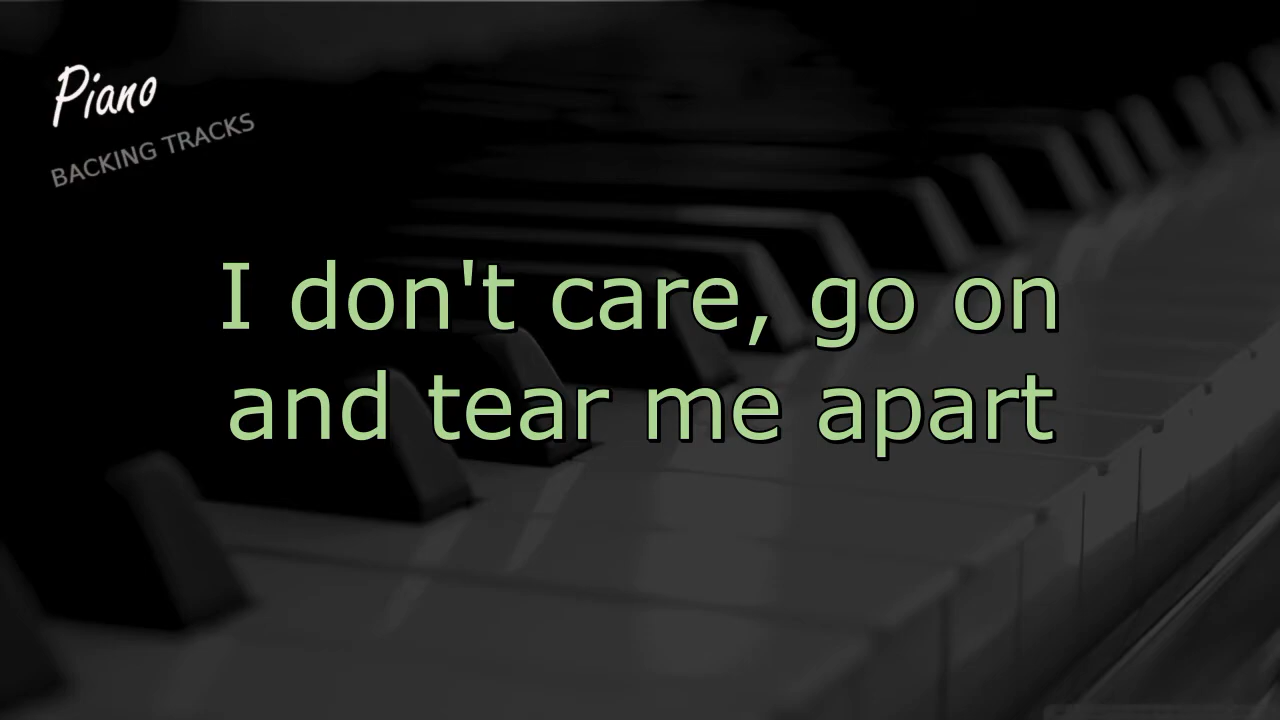 Piano
BACKING TRACKS
I don't care, go on
and tear me apart